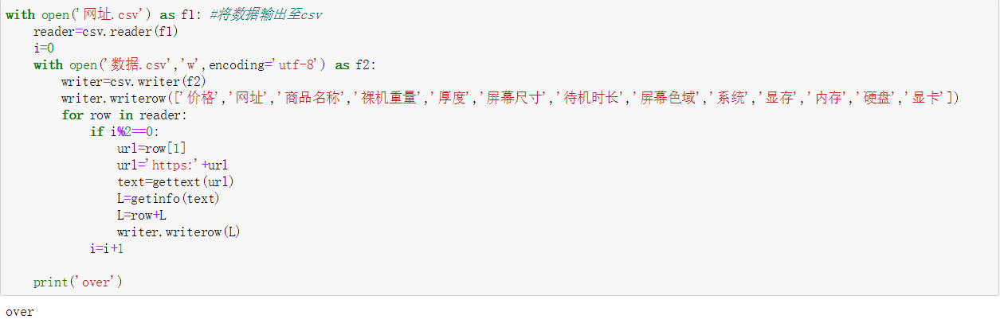 with open('网址.csv') as f1: #将数据输出至csv
    reader=csv.reader(f1)
    i=0
    with open('数据.csv','w',encoding='utf-8') as f2:
        writer=csv.writer(f2)
        writer.writerow(['价格','网址','商品名称','裸机重量','厚度','屏幕尺寸','待机时长','屏幕色域','系统','显存','内存','硬盘','显卡'])
        for row in reader:
            if i%2==0:
                url=row[1]
                url='https:'+url
                text=gettext(url)
                L=getinfo(text)
                L=row+L
                writer.writerow(L)
            i=i+1
    print('over')
over